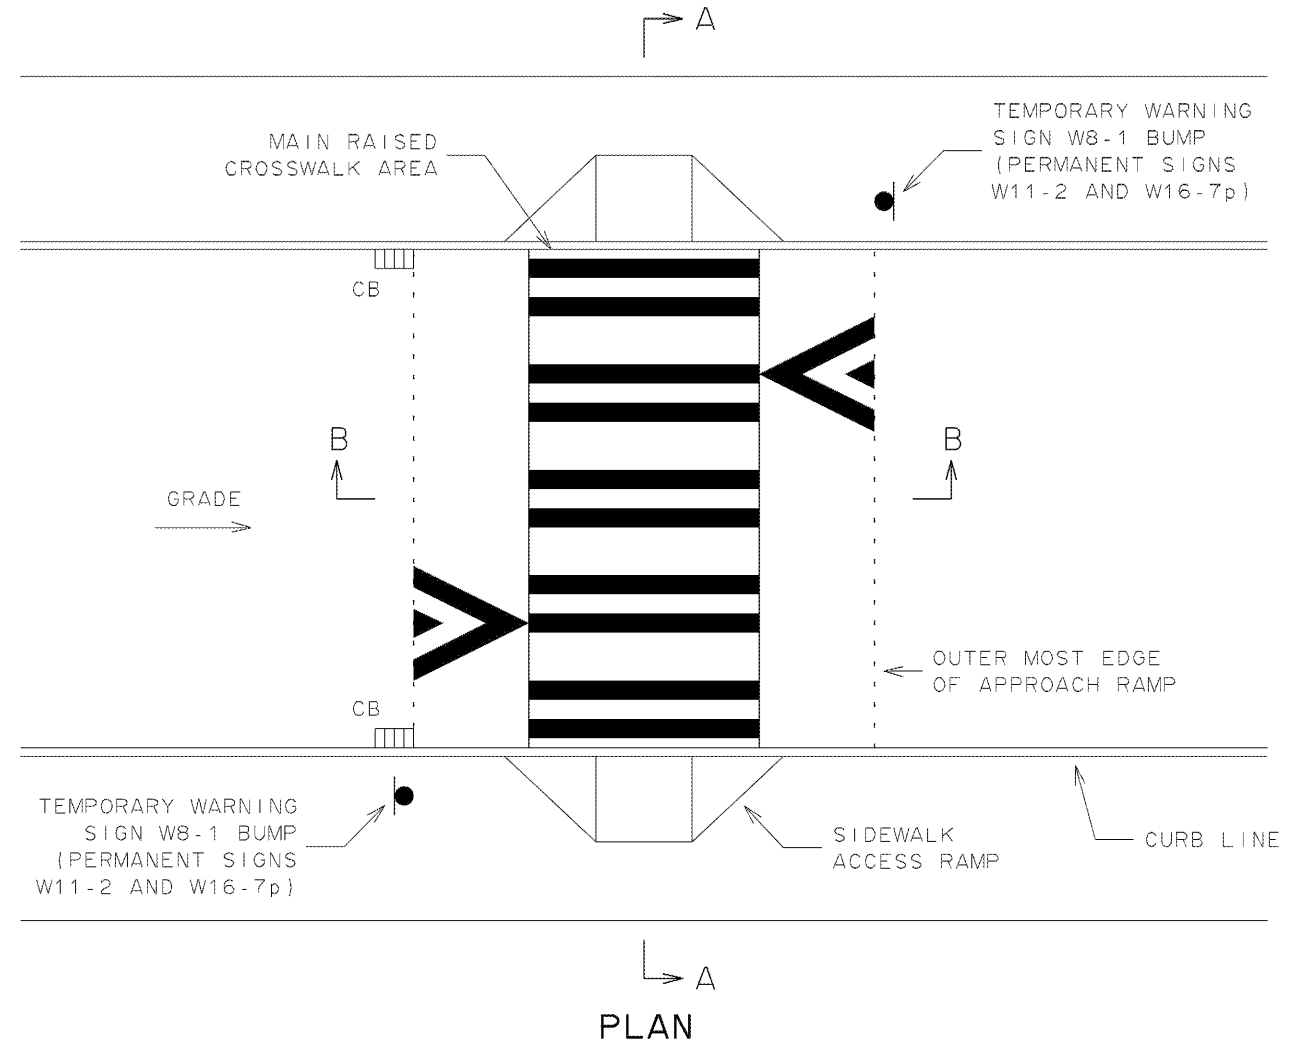 A
TEMPORARY WARNING
SIGN W8-1 BUMP
(PERMANENT SIGNS
W11-2 AND W16-7p)
MAIN RAISED
CROSSWALK AREA
CB
B
B
GRADE
OUTER MOST EDGE
OF APPROACH RAMP
CB
TEMPORARY WARNING
SIGN W8-1 BUMP
(PERMANENT SIGNS
W11-2 AND W16-7p)
SIDEWALK
ACCESS RAMP
CURB LINE
A
PLAN